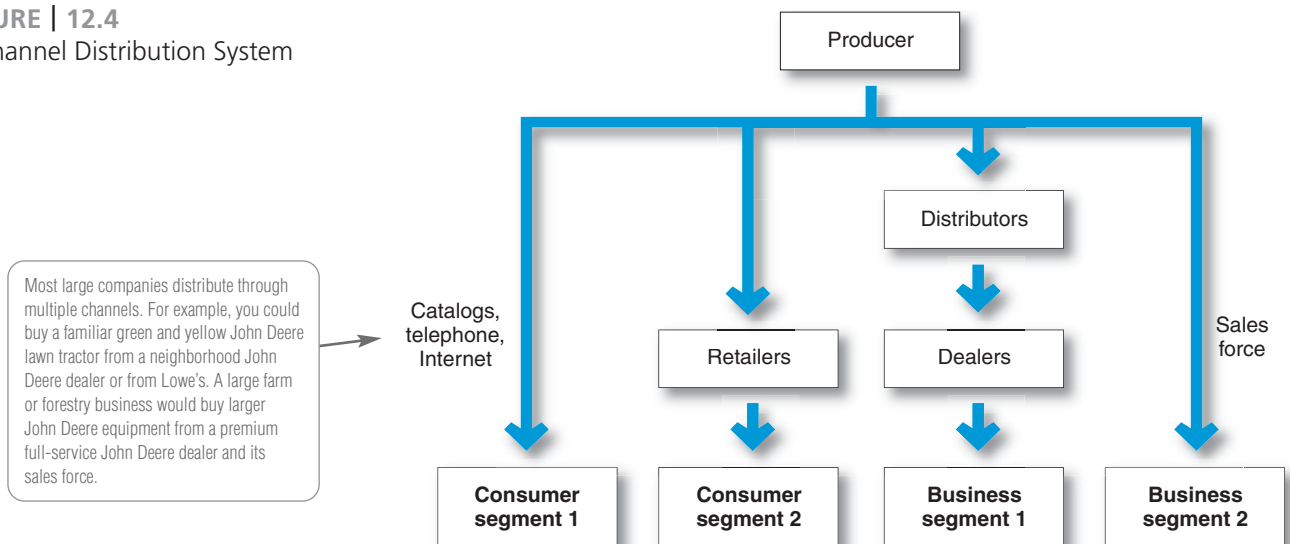 URE | 12.4
hannel Distribution System
Producer
Distributors
Most large companies distribute through
multiple channels. For example, you could
buy a familiar green and yellow John Deere
lawn tractor from a neighborhood John
Deere dealer or from Lowe's. A large farm
or forestry business would buy larger
John Deere equipment from a premium
full-service John Deere dealer and its
sales force.
Catalogs,
telephone,
Internet
Retailers
Dealers
Sales
force
Consumer
segment 1
Consumer
segment 2
Business
segment 1
Business
segment 2